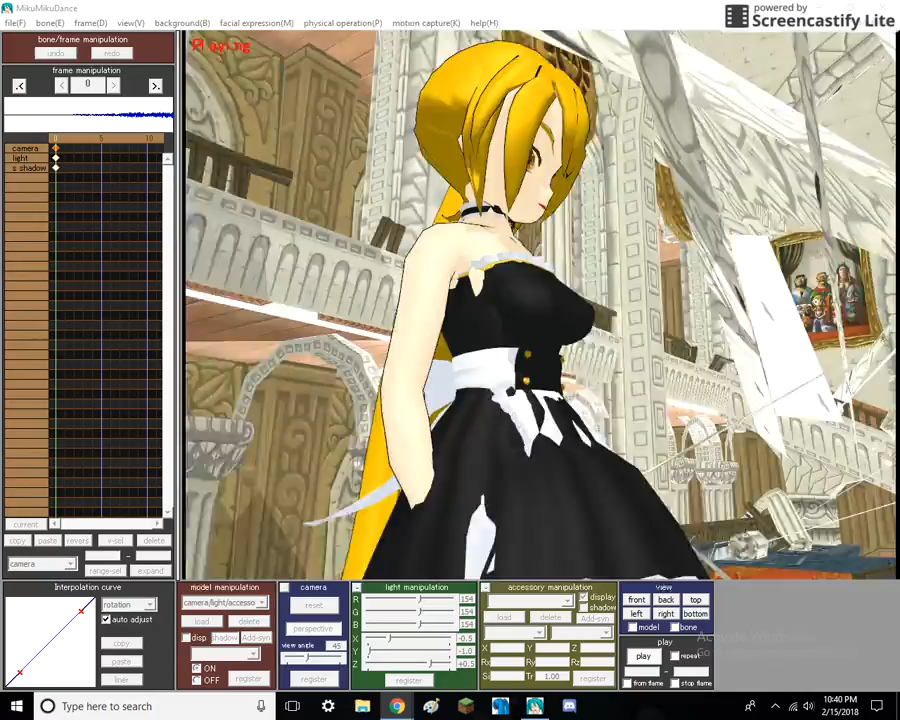 MikuMikuDance
powered by
Screencastify Lite
file(F) bone(E) frame(D) view(V) background(B) facial expression(M) physical operation(P) motion capture(K) help(H)
bone/frame manipulation
undo redo
frame manipulation
.< < 0 > >.
Playing
0 5 10
camera
light
s shadow
current < >
copy paste revers v-sel delete
camera -
range-sel expand
Interpolation curve
rotation
auto adjust
copy
paste
liner
model manipulation
camera/light/accesso
load delete
disp shadow Add-syn
ON
OFF register
camera
reset
perspective
view angle 45
register
light manipulation
R 154
G 154
B 154
X -0.5
Y -1.0
Z +0.5
register
accessory manipulation
display
shadow
load delete
Add-syn
X Y Z
Rx Ry Rz
Si Tr 1.00 register
view
front back top
left right bottom
model bone
play
play repeat
-
from flame stop flame
Type here to search
10:40 PM
2/15/2018